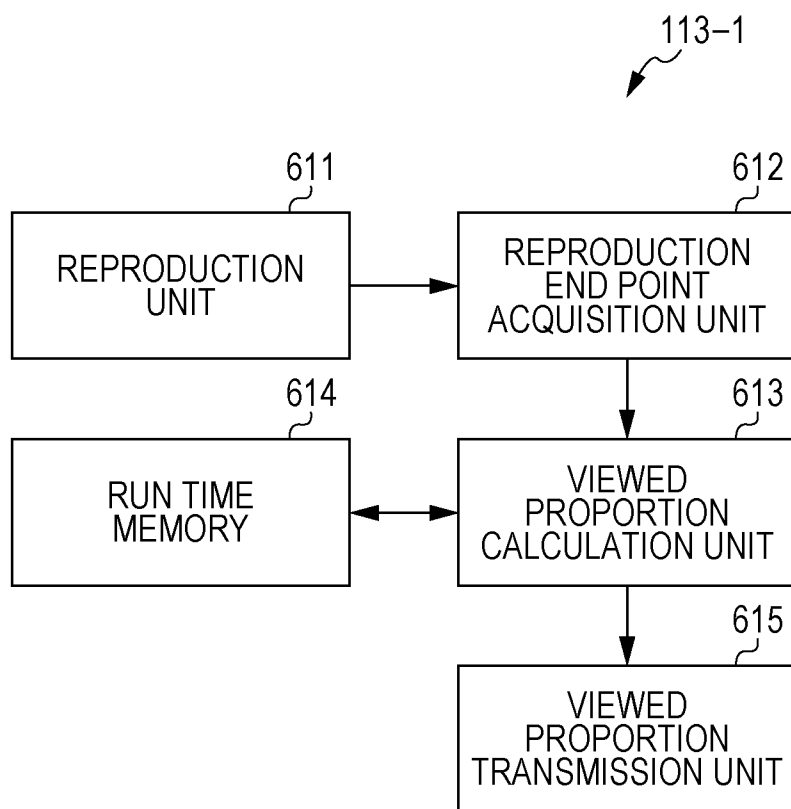 113-1
611
REPRODUCTION
UNIT
612
REPRODUCTION
END POINT
ACQUISITION UNIT
614
RUN TIME
MEMORY
613
VIEWED
PROPORTION
CALCULATION UNIT
615
VIEWED
PROPORTION
TRANSMISSION UNIT